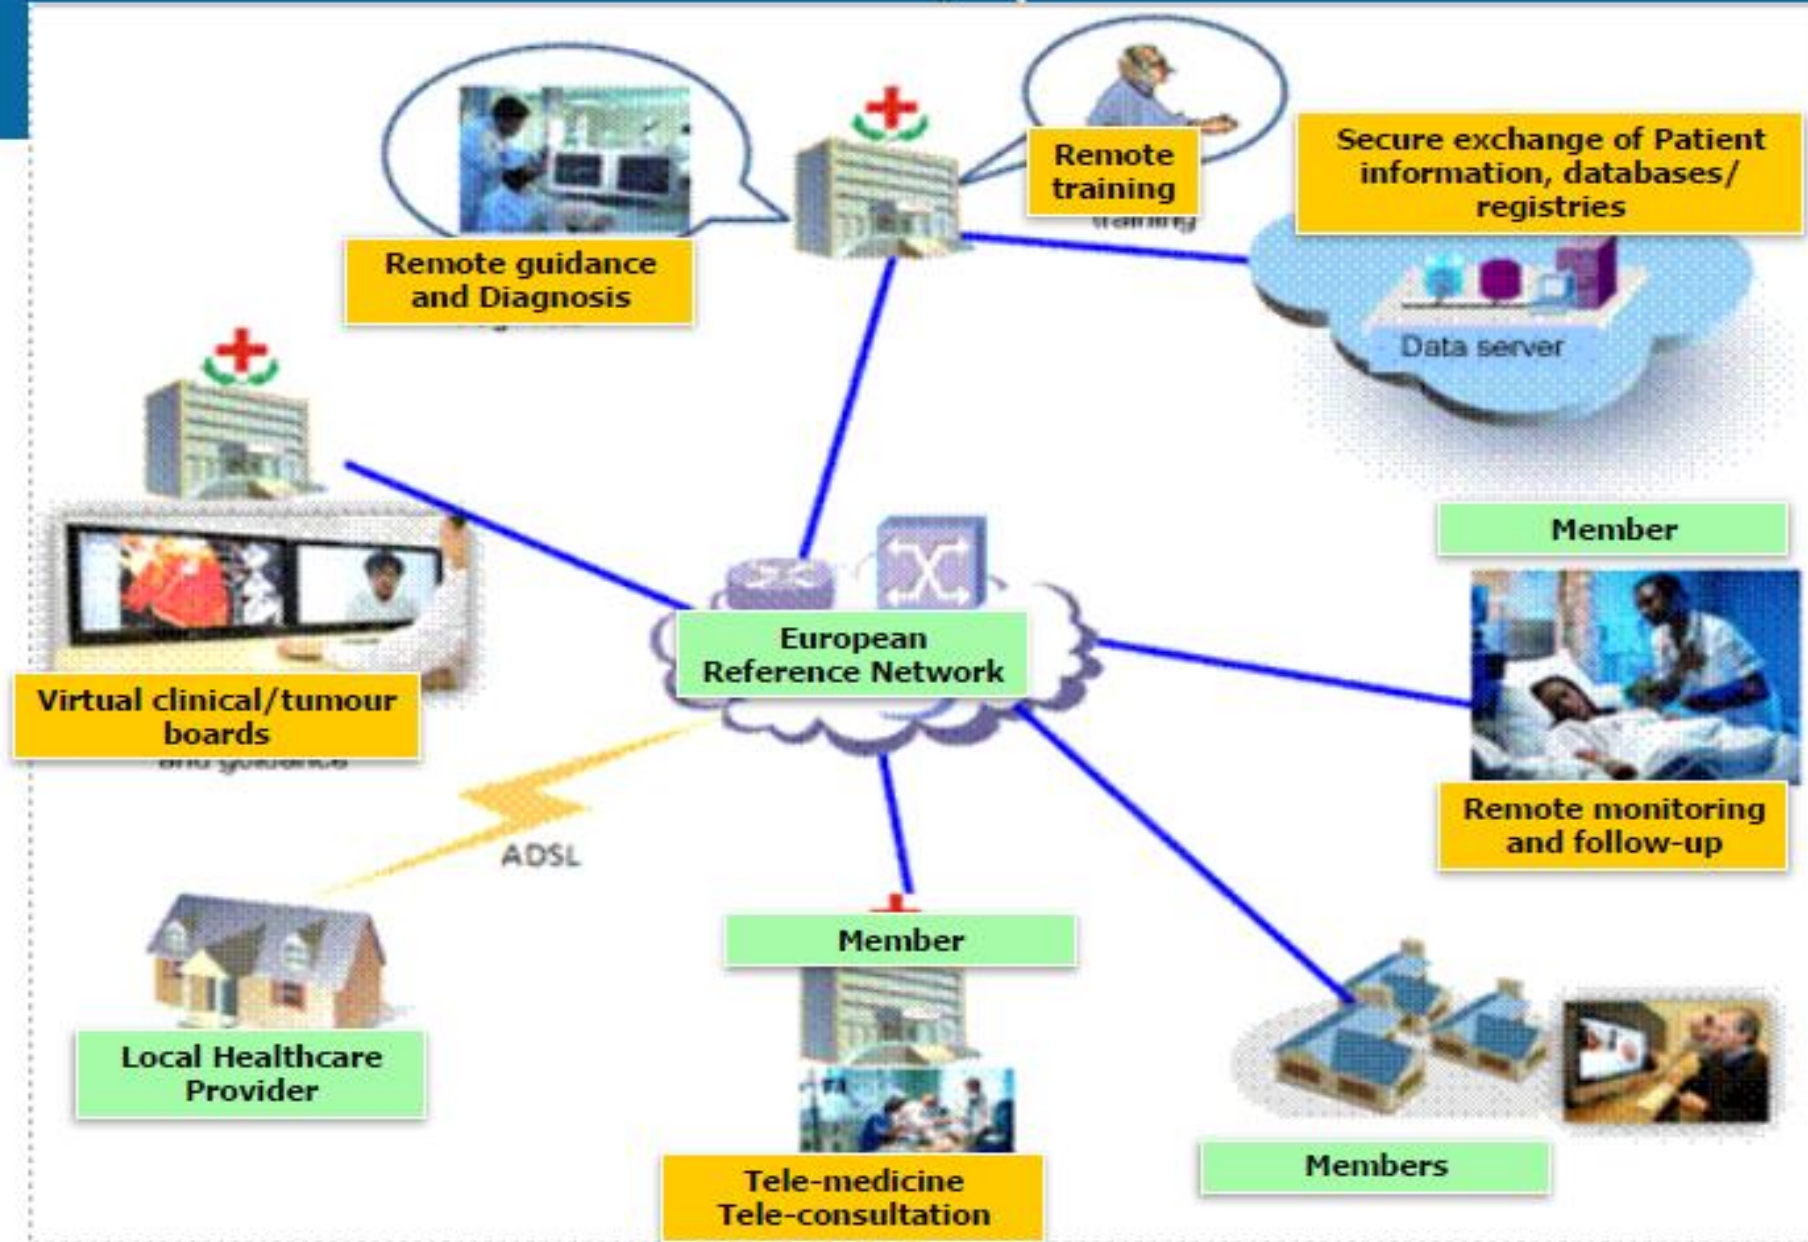 Remote
training
Secure exchange of Patient
information, databases/
registries
Remote guidance
and Diagnosis
Data server
Member
European
Reference Network
Virtual clinical/tumour
boards
and guidance
Remote monitoring
and follow-up
ADSL
Member
Local Healthcare
Provider
Tele-medicine
Tele-consultation
Members